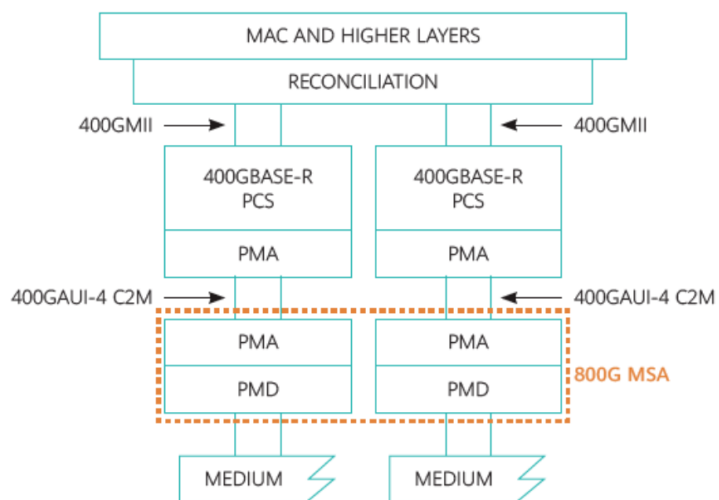 MAC AND HIGHER LAYERS
RECONCILIATION
400GMII
400GMII
400GBASE-R
PCS
400GBASE-R
PCS
PMA
PMA
400GAUI-4 C2M
400GAUI-4 C2M
PMA
PMA
800G MSA
PMD
PMD
MEDIUM
MEDIUM